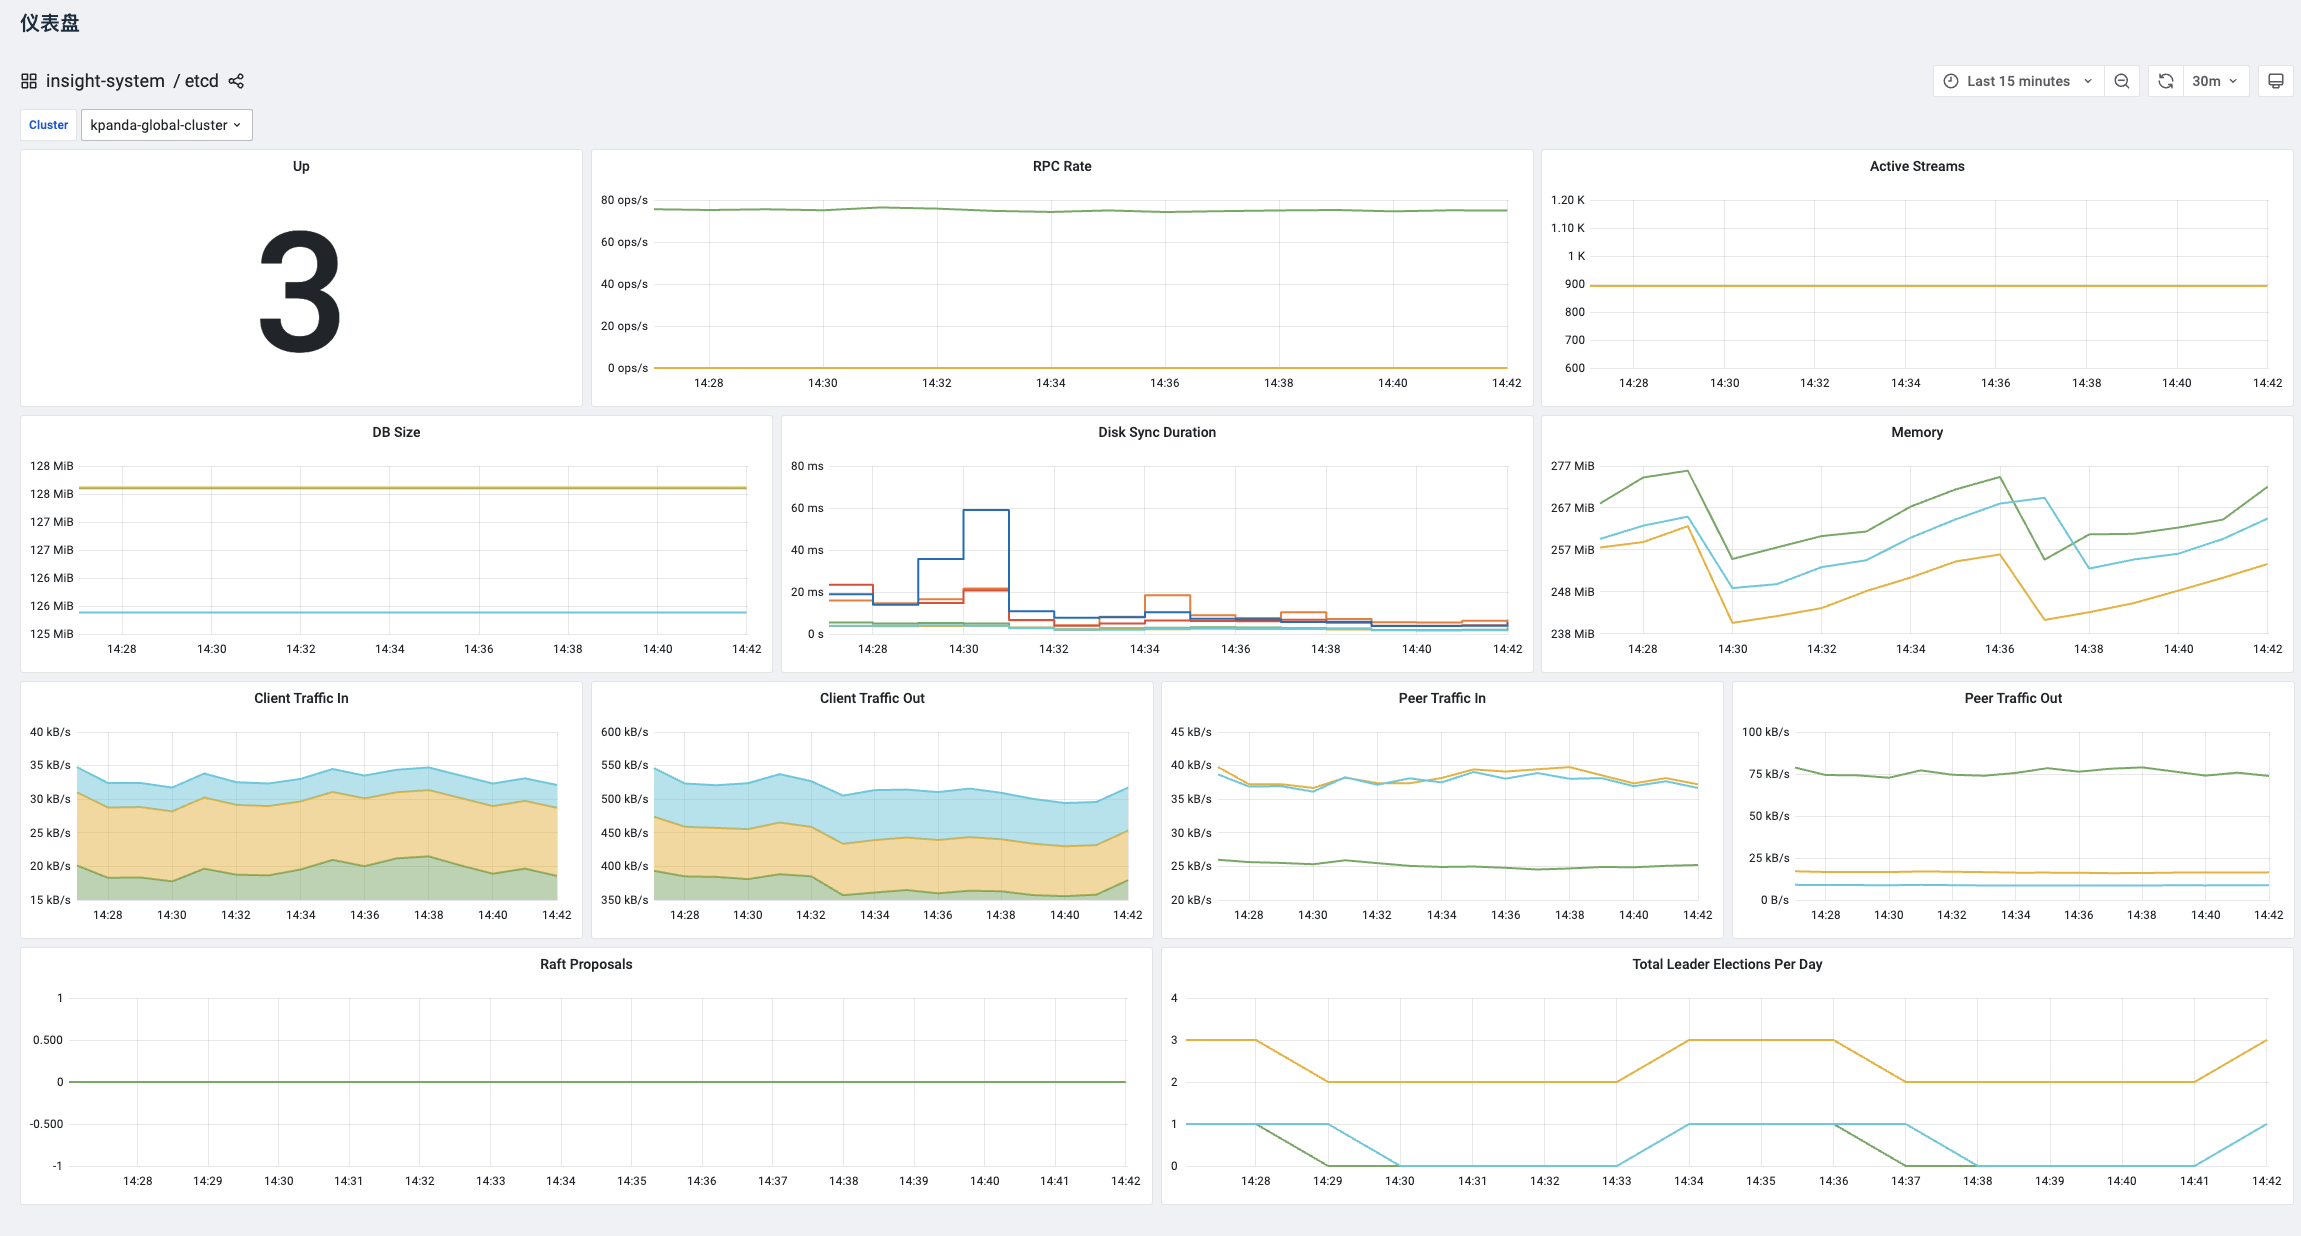 仪表盘
insight-system / etcd
Last 15 minutes
30m
Cluster kpanda-global-cluster
Up
3
RPC Rate
80 ops/s
60 ops/s
40 ops/s
20 ops/s
0 ops/s
14:28 14:30 14:32 14:34 14:36 14:38 14:40 14:42
Active Streams
1.20 K
1.10 K
1 K
900
800
700
600
14:28 14:30 14:32 14:34 14:36 14:38 14:40 14:42
DB Size
128 MiB
128 MiB
127 MiB
127 MiB
126 MiB
126 MiB
125 MiB
14:28 14:30 14:32 14:34 14:36 14:38 14:40 14:42
Disk Sync Duration
80 ms
60 ms
40 ms
20 ms
0 s
14:28 14:30 14:32 14:34 14:36 14:38 14:40 14:42
Memory
277 MiB
267 MiB
257 MiB
248 MiB
238 MiB
14:28 14:30 14:32 14:34 14:36 14:38 14:40 14:42
Client Traffic In
40 kB/s
35 kB/s
30 kB/s
25 kB/s
20 kB/s
15 kB/s
14:28 14:30 14:32 14:34 14:36 14:38 14:40 14:42
Client Traffic Out
600 kB/s
550 kB/s
500 kB/s
450 kB/s
400 kB/s
350 kB/s
14:28 14:30 14:32 14:34 14:36 14:38 14:40 14:42
Peer Traffic In
45 kB/s
40 kB/s
35 kB/s
30 kB/s
25 kB/s
20 kB/s
14:28 14:30 14:32 14:34 14:36 14:38 14:40 14:42
Peer Traffic Out
100 kB/s
75 kB/s
50 kB/s
25 kB/s
0 B/s
14:28 14:30 14:32 14:34 14:36 14:38 14:40 14:42
Raft Proposals
1
0.500
0
-0.500
-1
14:28 14:29 14:30 14:31 14:32 14:33 14:34 14:35 14:36 14:37 14:38 14:39 14:40 14:41 14:42
Total Leader Elections Per Day
4
3
2
1
0
14:28 14:29 14:30 14:31 14:32 14:33 14:34 14:35 14:36 14:37 14:38 14:39 14:40 14:41 14:42